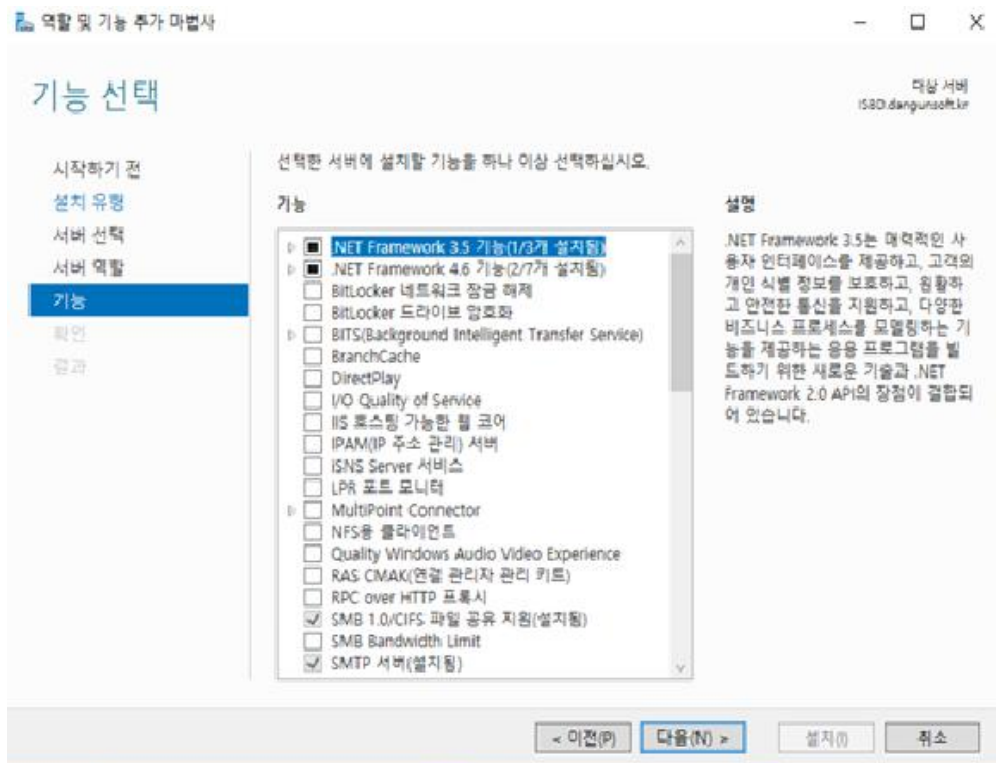 역할 및 기능 추가 마법사
기능 선택
대상 서버
ISBD.dangunsoft.kr
시작하기 전
설치 유형
서버 선택
서버 역할
기능
확인
결과
선택한 서버에 설치할 기능을 하나 이상 선택하십시오.
기능
.NET Framework 3.5 기능(1/3개 설치됨)
.NET Framework 4.6 기능(2/7개 설치됨)
BitLocker 네트워크 잠금 해제
BitLocker 드라이브 암호화
BITS(Background Intelligent Transfer Service)
BranchCache
DirectPlay
I/O Quality of Service
IIS 호스팅 가능한 웹 코어
IPAM(IP 주소 관리) 서버
iSNS Server 서비스
LPR 포트 모니터
MultiPoint Connector
NFS용 클라이언트
Quality Windows Audio Video Experience
RAS CMAK(연결 관리자 관리 키트)
RPC over HTTP 프록시
SMB 1.0/CIFS 파일 공유 지원(설치됨)
SMB Bandwidth Limit
SMTP 서버(설치됨)
설명
.NET Framework 3.5는 매력적인 사
용자 인터페이스를 제공하고, 고객의
개인 식별 정보를 보호하고, 원활하
고 안전한 통신을 지원하고, 다양한
비즈니스 프로세스를 모델링하는 기
능을 제공하는 응용 프로그램을 빌
드하기 위한 새로운 기술과 .NET
Framework 2.0 API의 장점이 결합되
어 있습니다.
< 이전(P)
다음(N) >
설치(I)
취소